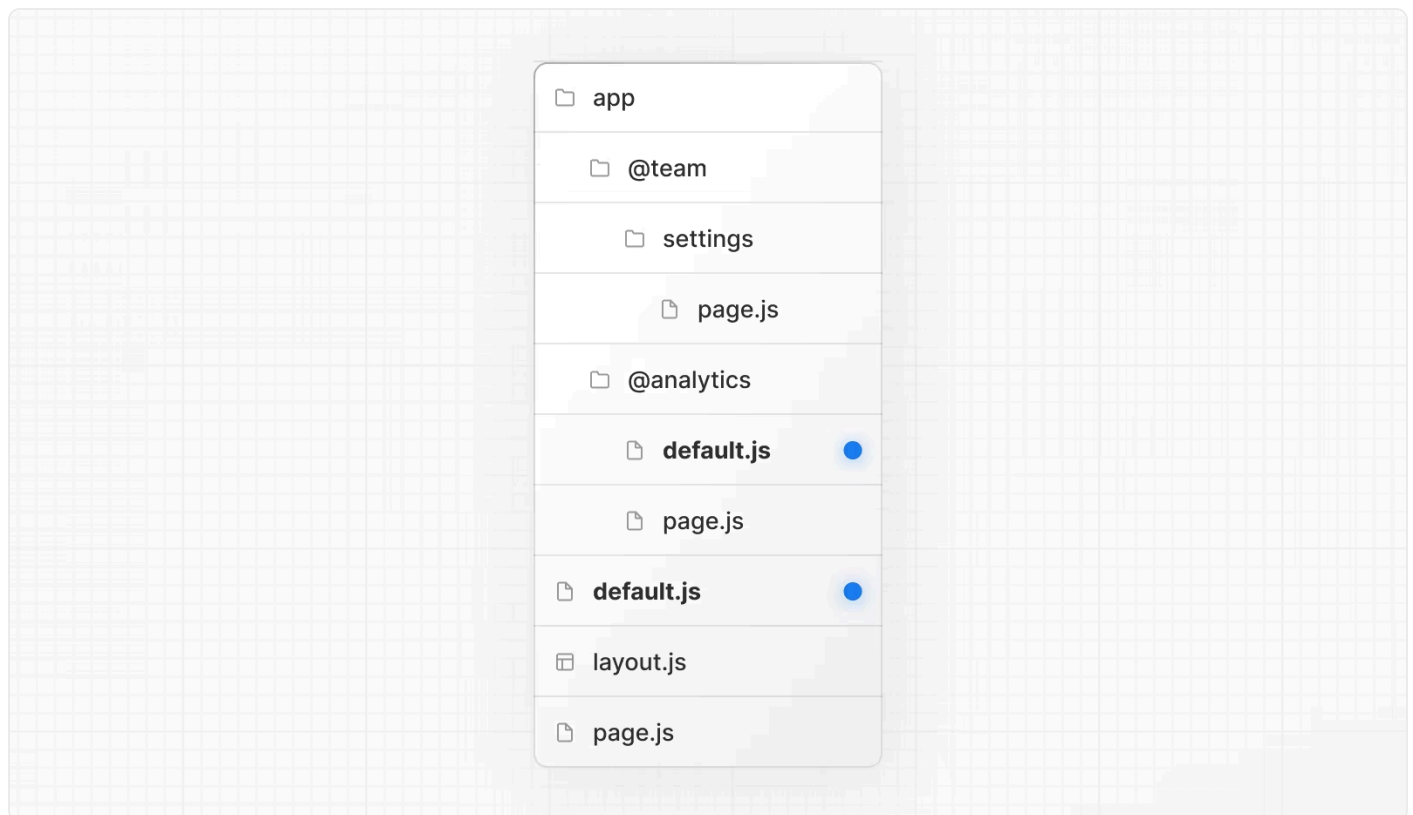 app
@team
settings
page.js
@analytics
default.js
page.js
default.js
layout.js
page.js